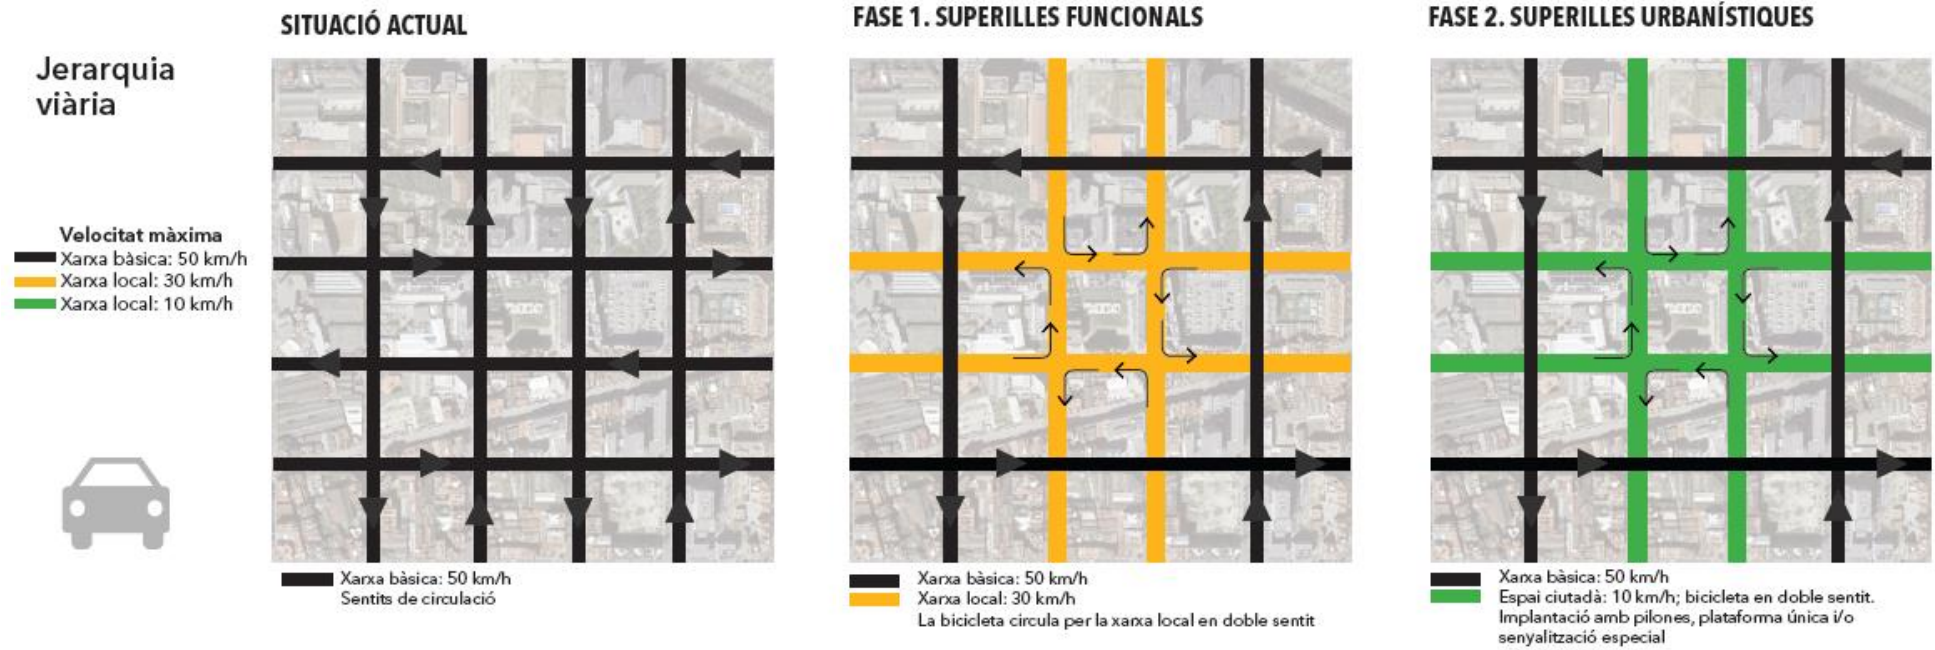 Jerarquia
viària
Velocitat màxima
Xarxa bàsica: 50 km/h
Xarxa local: 30 km/h
Xarxa local: 10 km/h
SITUACIÓ ACTUAL
Xarxa bàsica: 50 km/h
Sentits de circulació
FASE 1. SUPERILLES FUNCIONALS
Xarxa bàsica: 50 km/h
Xarxa local: 30 km/h
La bicicleta circula per la xarxa local en doble sentit
FASE 2. SUPERILLES URBANÍSTIQUES
Xarxa bàsica: 50 km/h
Espai ciutadà: 10 km/h; bicicleta en doble sentit.
Implantació amb pilones, plataforma única i/o
senyalització especial